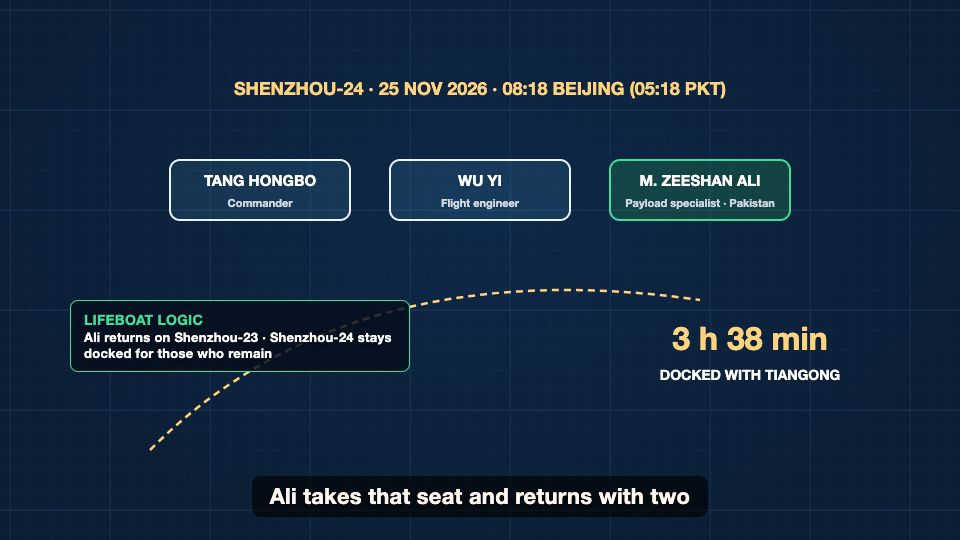 SHENZHOU-24 · 25 NOV 2026 · 08:18 BEIJING (05:18 PKT)
TANG HONGBO
Commander
WU YI
Flight engineer
M. ZEESHAN ALI
Payload specialist · Pakistan
LIFEBOAT LOGIC
Ali returns on Shenzhou-23 · Shenzhou-24 stays
docked for those who remain
3 h 38 min
DOCKED WITH TIANGONG
Ali takes that seat and returns with two